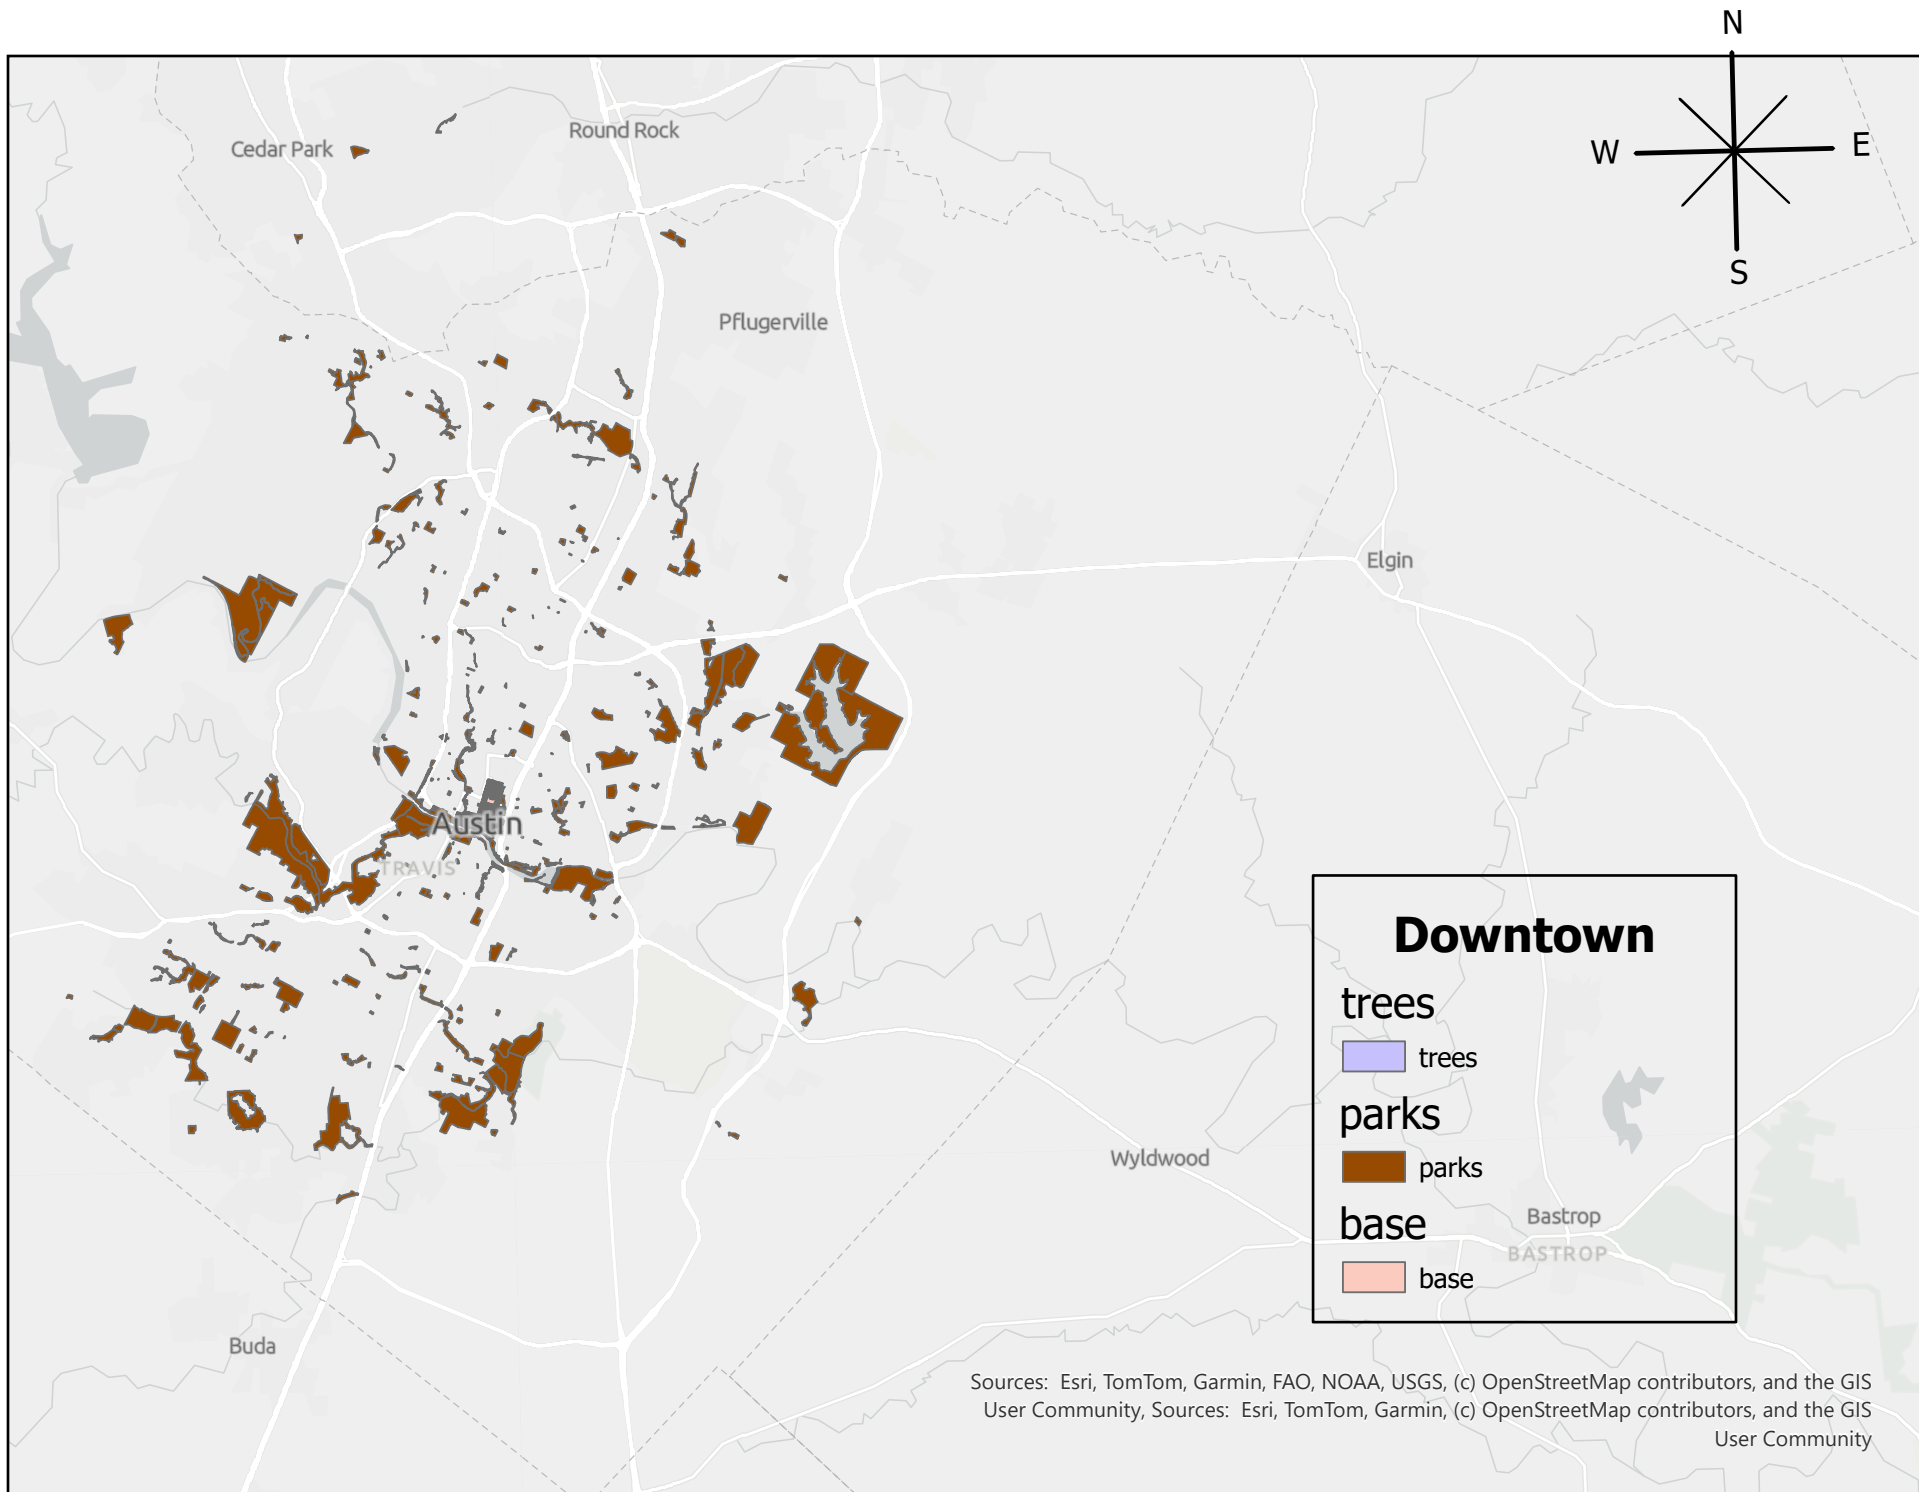 N
Round Rock
Cedar Park
W
E
S
Pflugerville
Elgin
Austin
TRAVIS
Downtown
trees
trees
parks
parks
Wyldwood
base
Bastrop
BASTROP
base
Buda
Sources: Esri, TomTom, Garmin, FAO, NOAA, USGS, (c) OpenStreetMap contributors, and the GIS
User Community, Sources: Esri, TomTom, Garmin, (c) OpenStreetMap contributors, and the GIS
User Community